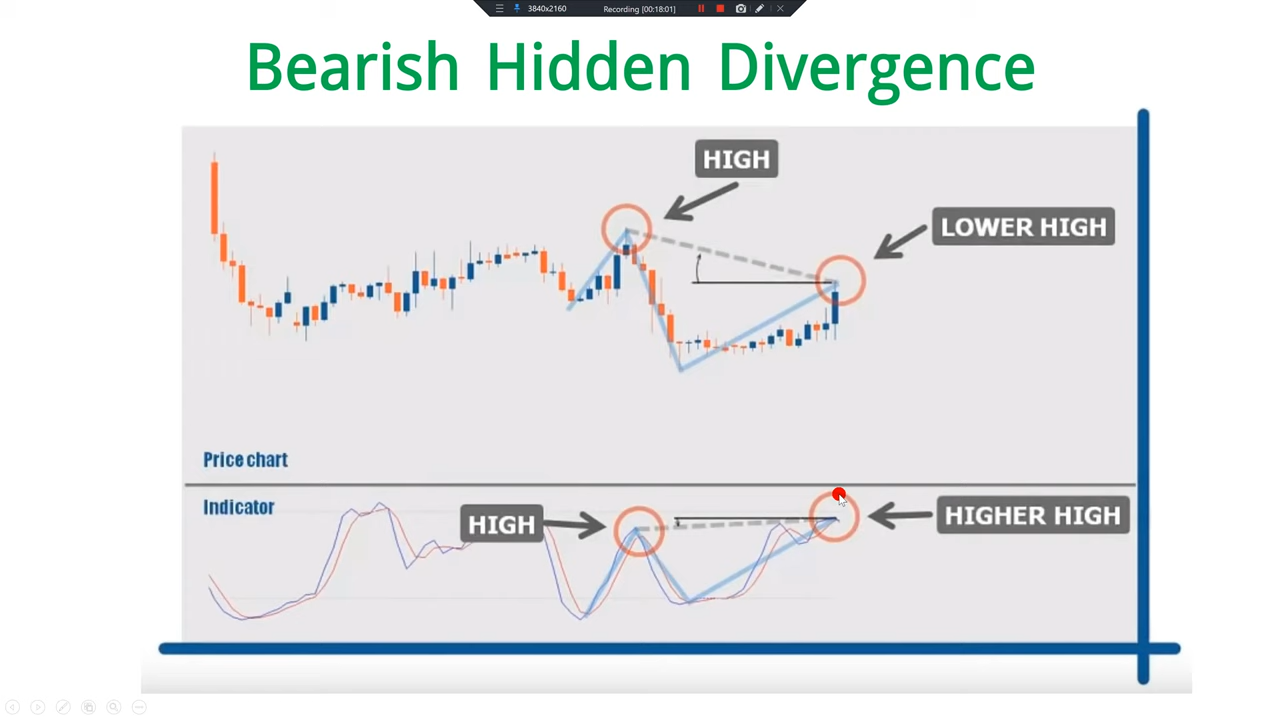 3840x2160 Recording [00:18:01]
Bearish Hidden Divergence
HIGH
LOWER HIGH
Price chart
Indicator
HIGH
HIGHER HIGH